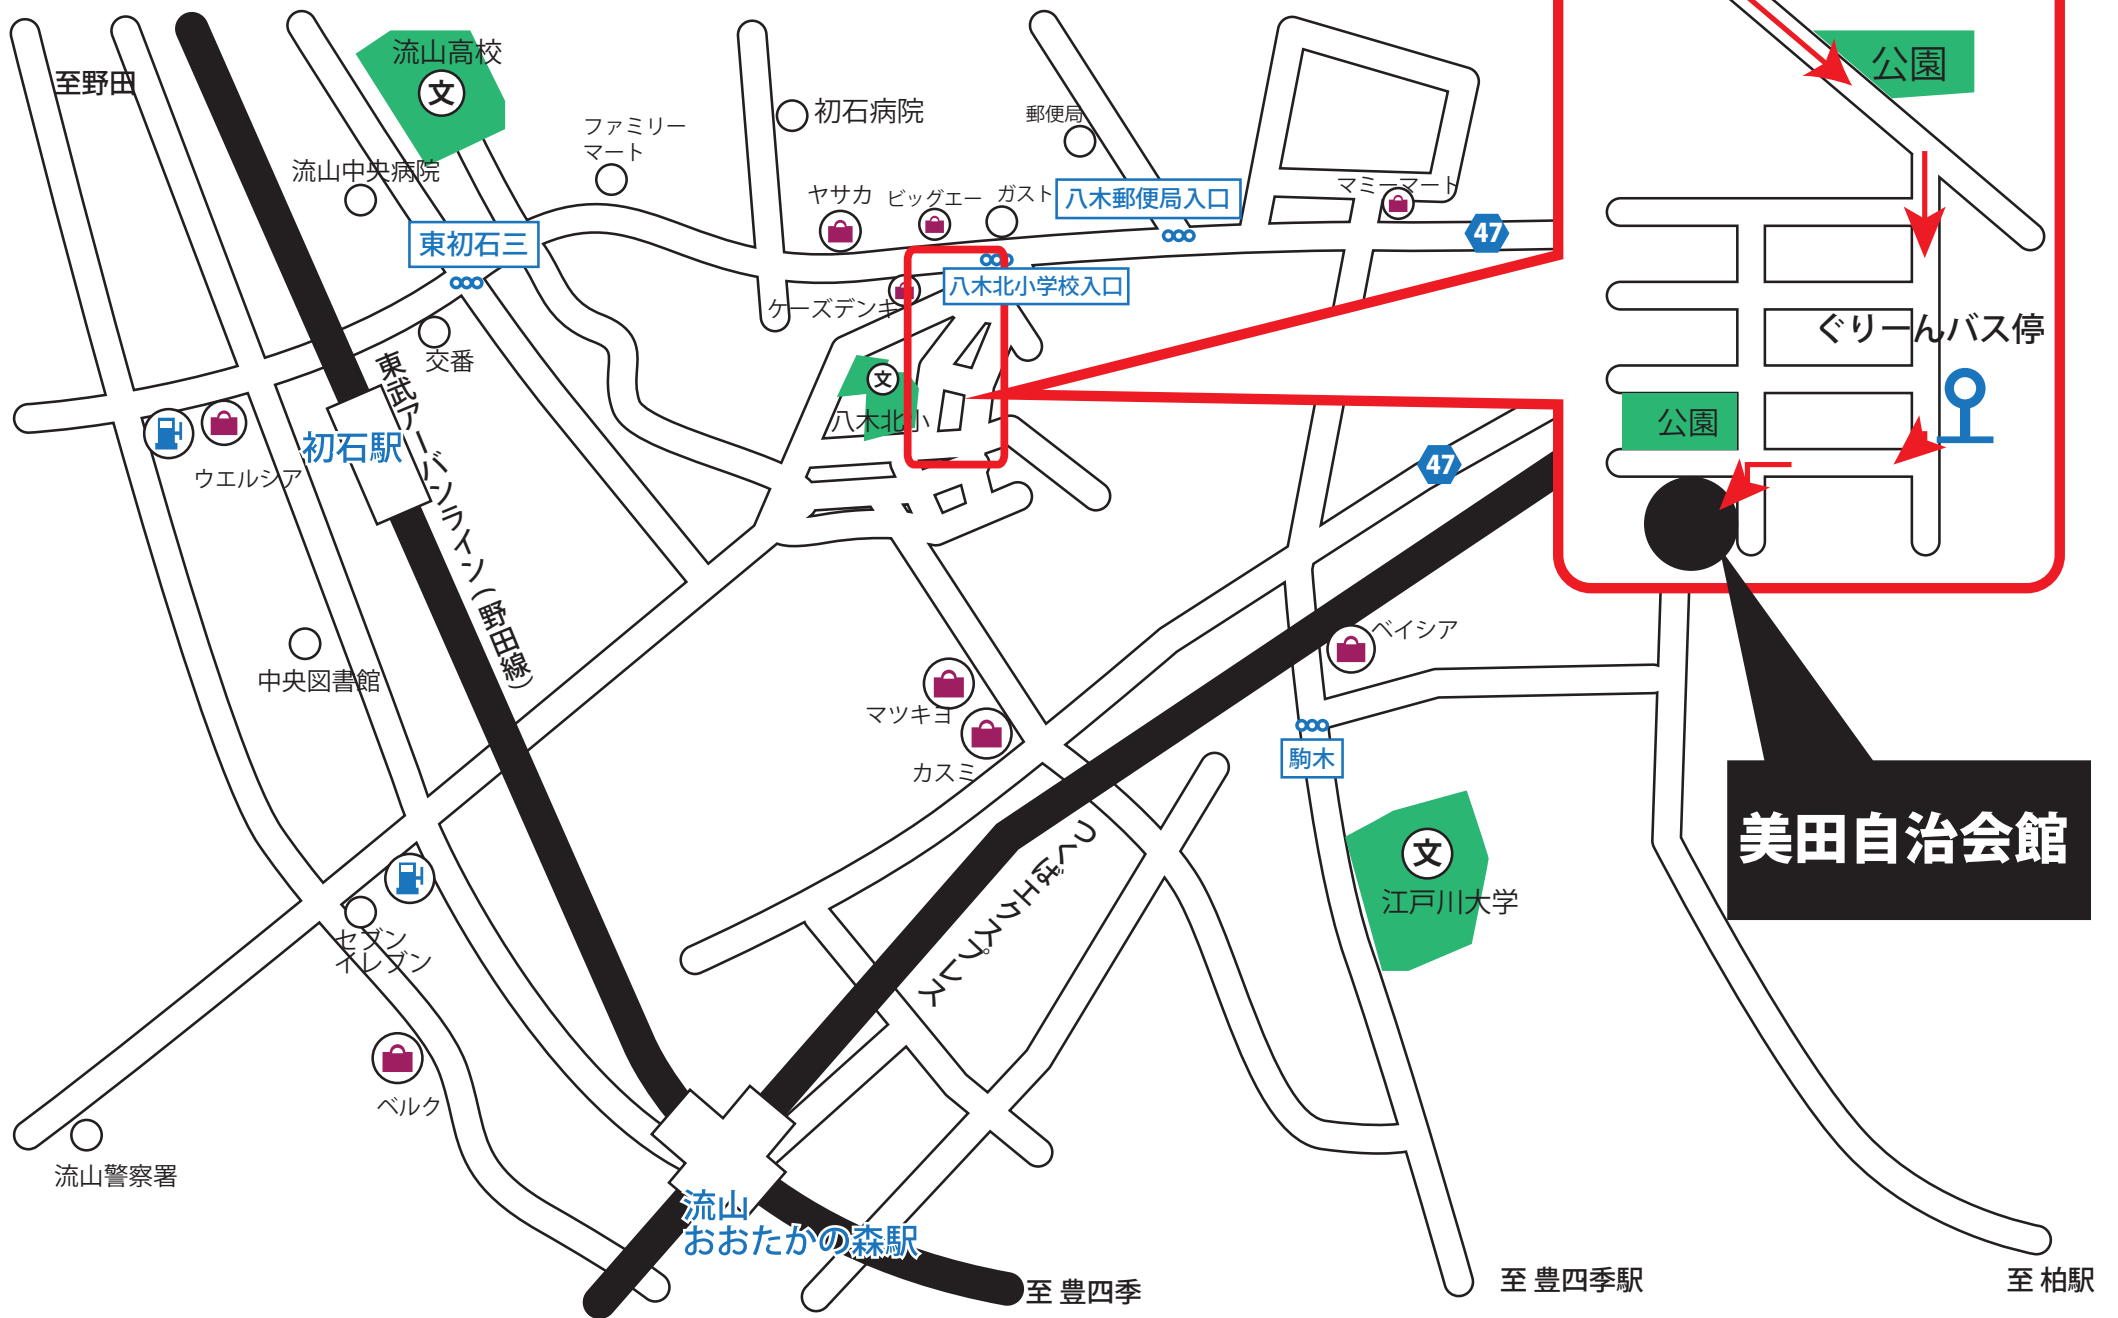 流山高校
文
公園
至野田
初石病院
郵便局
ファミリー
マート
流山中央病院
ヤサカ
ビッグエー
ガスト
八木郵便局入口
マミーマート
東初石三
47
八木北小学校入口
ケーズデンキ
ぐりーんバス停
交番
文
八木北小
公園
東武アーバンライン(野田線)
初石駅
ウエルシア
47
中央図書館
ベイシア
マツキヨ
カスミ
駒木
つくばエクスプレス
美田自治会館
文
江戸川大学
セブン
イレブン
ベルク
流山警察署
流山
おおたかの森駅
至 豊四季
至 豊四季駅
至 柏駅